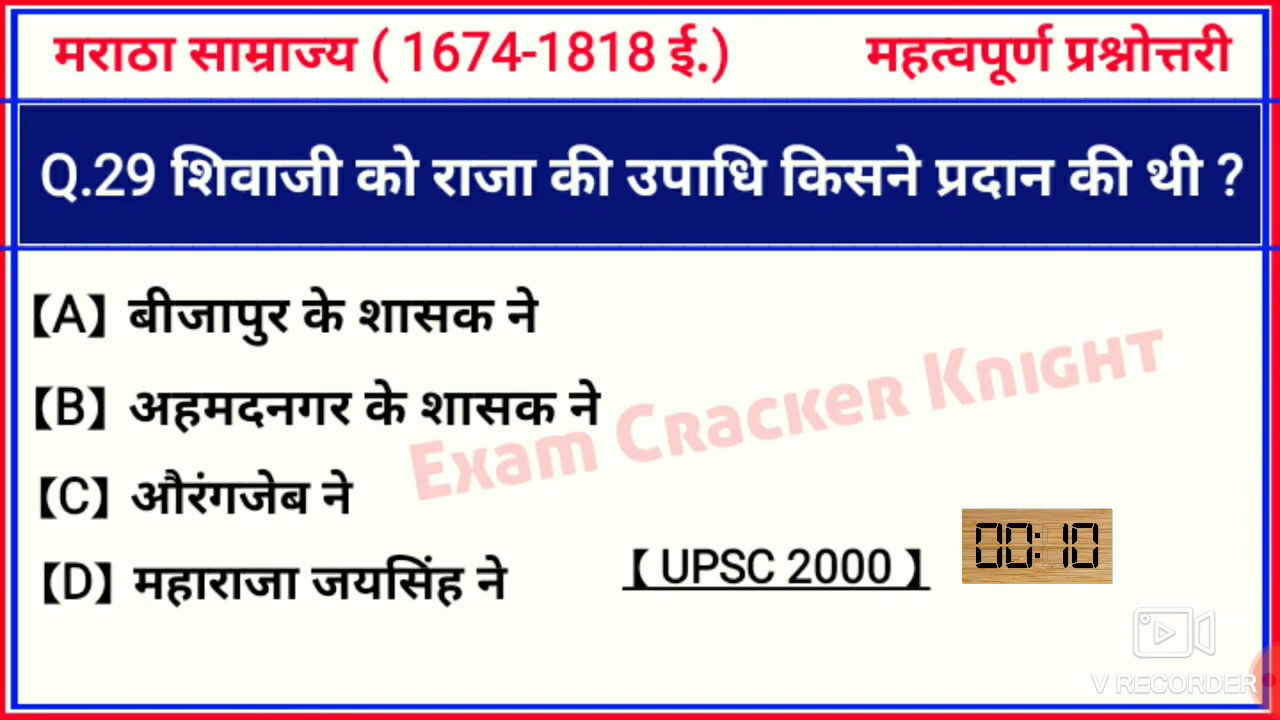 मराठा साम्राज्य ( 1674-1818 ई.) महत्वपूर्ण प्रश्नोत्तरी
Q.29 शिवाजी को राजा की उपाधि किसने प्रदान की थी ?
【A】 बीजापुर के शासक ने
【B】 अहमदनगर के शासक ने
Exam Cracker Knight
【C】 औरंगजेब ने
00:10
【D】 महाराजा जयसिंह ने 【 UPSC 2000 】
V RECORDER